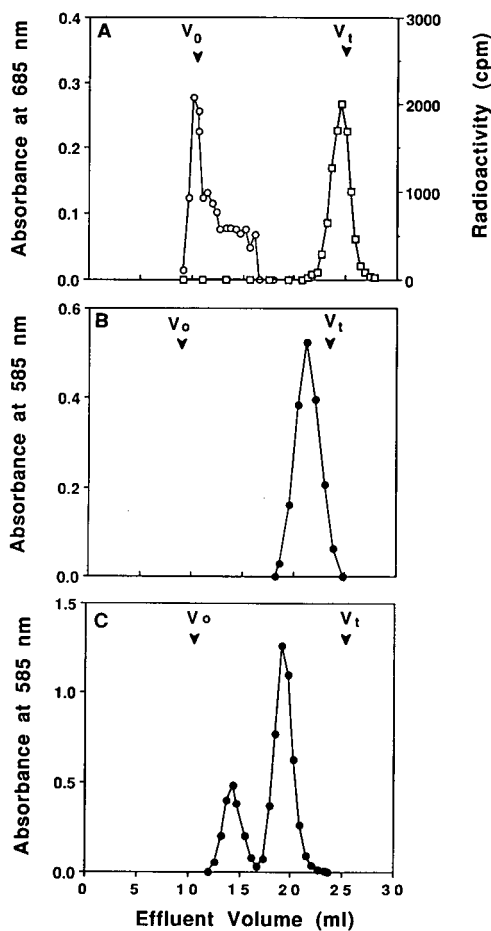 A
V₀
Vₜ
0.4
0.3
0.2
0.1
0.0
Absorbance at 685 nm
3000
2000
1000
0
Radioactivity (cpm)
B
Vₒ
Vₜ
0.6
0.4
0.2
0.0
Absorbance at 585 nm
C
Vₒ
Vₜ
1.5
1.0
0.5
0.0
Absorbance at 585 nm
0 5 10 15 20 25 30
Effluent Volume (ml)